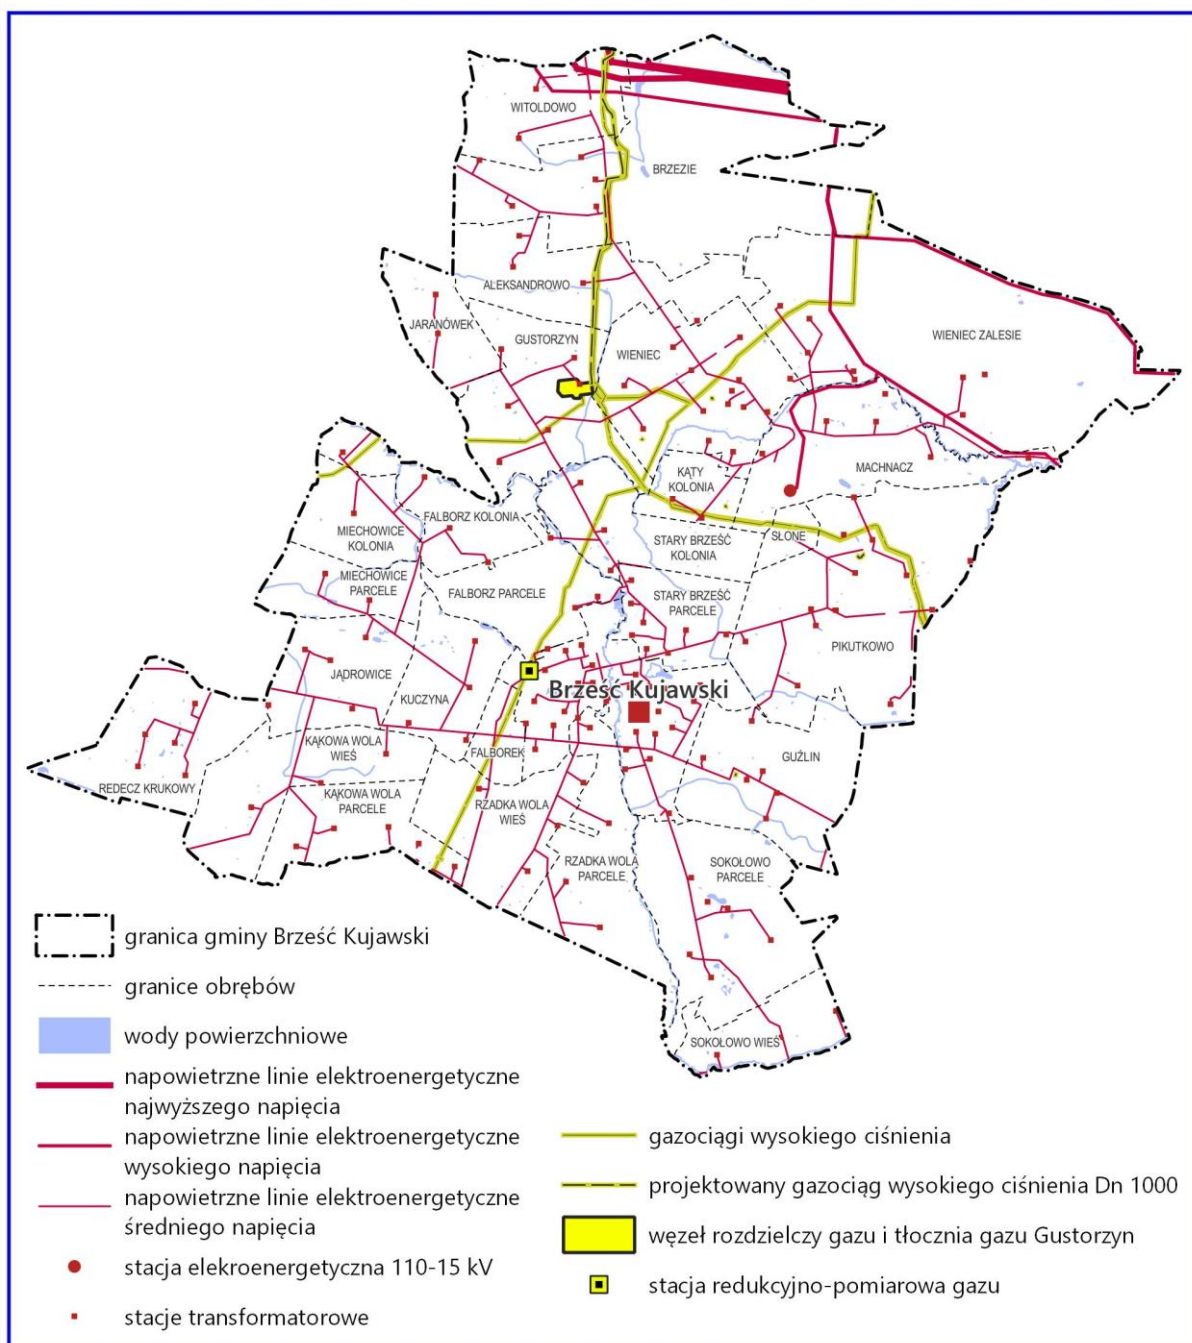 WITOLDOWO
BRZEZIE
ALEKSANDROWO
JARANÓWEK
GUSTORZYN
WIENIEC
WIENIEC ZALESIE
KĄTY
KOLONIA
MACHNACZ
FALBORZ KOLONIA
MIECHOWICE
KOLONIA
STARY BRZEŚĆ
KOLONIA
SŁONE
MIECHOWICE
PARCELE
FALBORZ PARCELE
STARY BRZEŚĆ
PARCELE
PIKUTKOWO
JĄDROWICE
KUCZYNA
Brześć Kujawski
KĄKOWA WOLA
WIEŚ
FALBOREK
GUŹLIN
REDECZ KRUKOWY
KĄKOWA WOLA
PARCELE
RZADKA WOLA
WIEŚ
RZADKA WOLA
PARCELE
SOKOŁOWO
PARCELE
SOKOŁOWO WIEŚ
granica gminy Brześć Kujawski
granice obrębów
wody powierzchniowe
napowietrzne linie elektroenergetyczne
najwyższego napięcia
napowietrzne linie elektroenergetyczne
wysokiego napięcia
napowietrzne linie elektroenergetyczne
średniego napięcia
stacja elekroenergetyczna 110-15 kV
stacje transformatorowe
gazociągi wysokiego ciśnienia
projektowany gazociąg wysokiego ciśnienia Dn 1000
węzeł rozdzielczy gazu i tłocznia gazu Gustorzyn
stacja redukcyjno-pomiarowa gazu